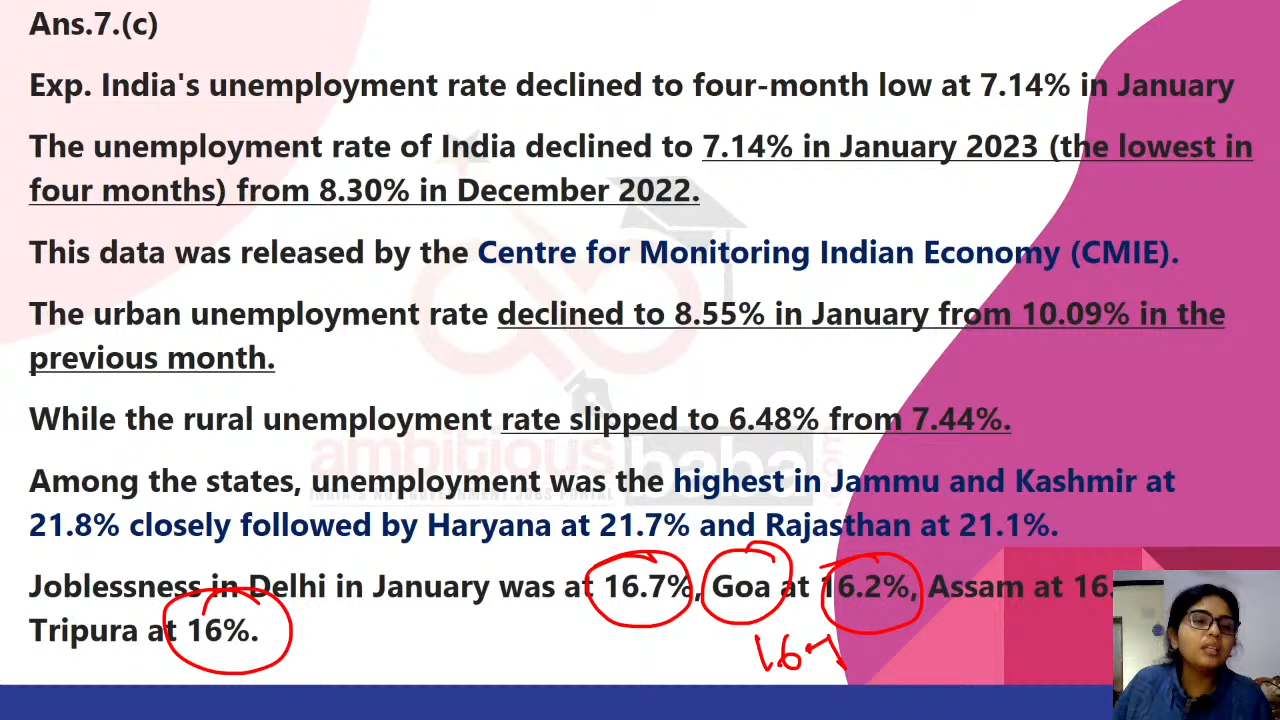 Ans.7.(c)
Exp. India's unemployment rate declined to four-month low at 7.14% in January
The unemployment rate of India declined to 7.14% in January 2023 (the lowest in
four months) from 8.30% in December 2022.
This data was released by the Centre for Monitoring Indian Economy (CMIE).
The urban unemployment rate declined to 8.55% in January from 10.09% in the
previous month.
While the rural unemployment rate slipped to 6.48% from 7.44%.
ambitious baba .com
Among the states, unemployment was the highest in Jammu and Kashmir at
21.8% closely followed by Haryana at 21.7% and Rajasthan at 21.1%.
Joblessness in Delhi in January was at 16.7%, Goa at 16.2%, Assam at 16.
Tripura at 16%.